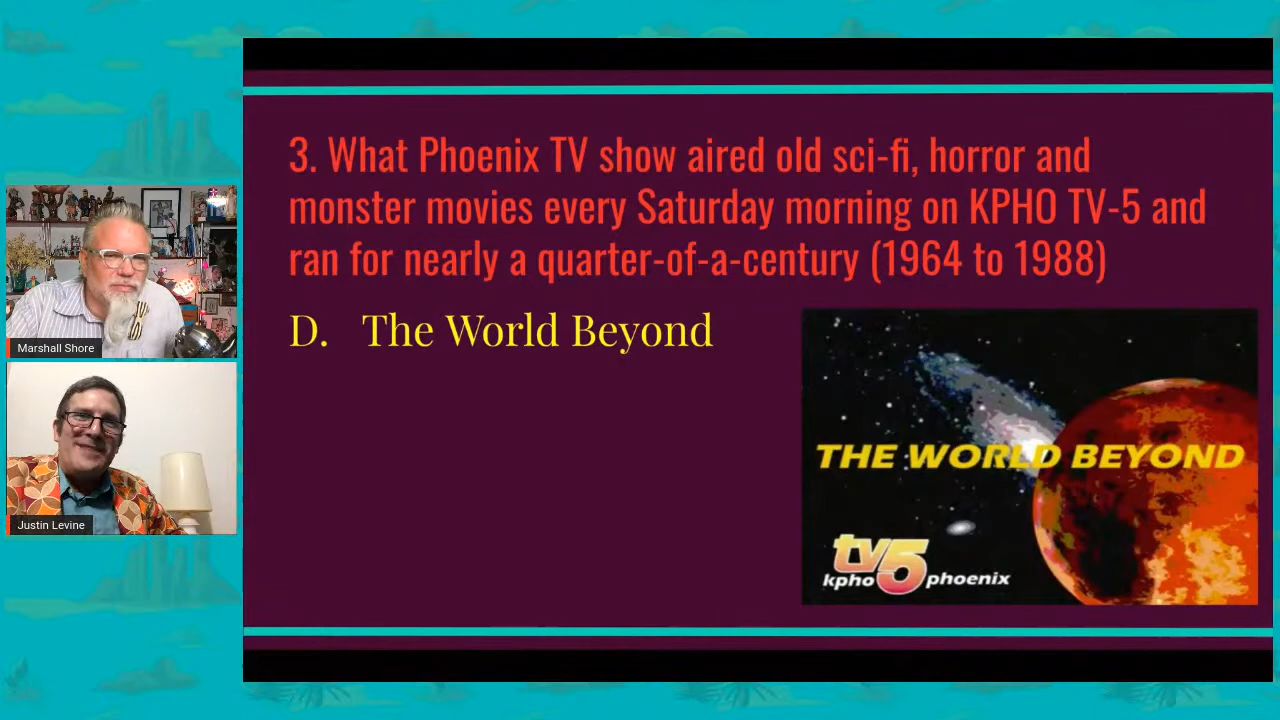 3. What Phoenix TV show aired old sci-fi, horror and
monster movies every Saturday morning on KPHO TV-5 and
ran for nearly a quarter-of-a-century (1964 to 1988)
D. The World Beyond
THE WORLD BEYOND
tv5
kpho phoenix
Marshall Shore
Justin Levine